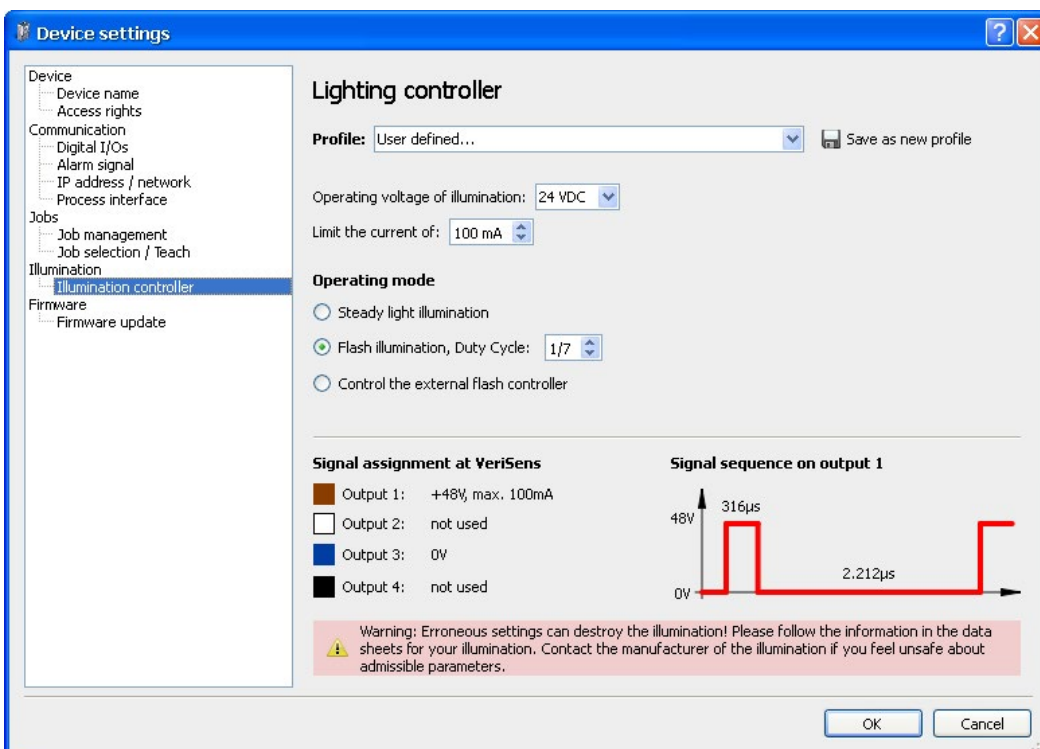 Device settings
Device
Device name
Access rights
Communication
Digital I/Os
Alarm signal
IP address / network
Process interface
Jobs
Job management
Job selection / Teach
Illumination
Illumination controller
Firmware
Firmware update
Lighting controller
Profile: User defined... Save as new profile
Operating voltage of illumination: 24 VDC
Limit the current of: 100 mA
Operating mode
Steady light illumination
Flash illumination, Duty Cycle: 1/7
Control the external flash controller
Signal assignment at VeriSens
Output 1: +48V, max. 100mA
Output 2: not used
Output 3: 0V
Output 4: not used
Signal sequence on output 1
316µs
48V
2.212µs
0V
Warning: Erroneous settings can destroy the illumination! Please follow the information in the data
sheets for your illumination. Contact the manufacturer of the illumination if you feel unsafe about
admissible parameters.
OK Cancel